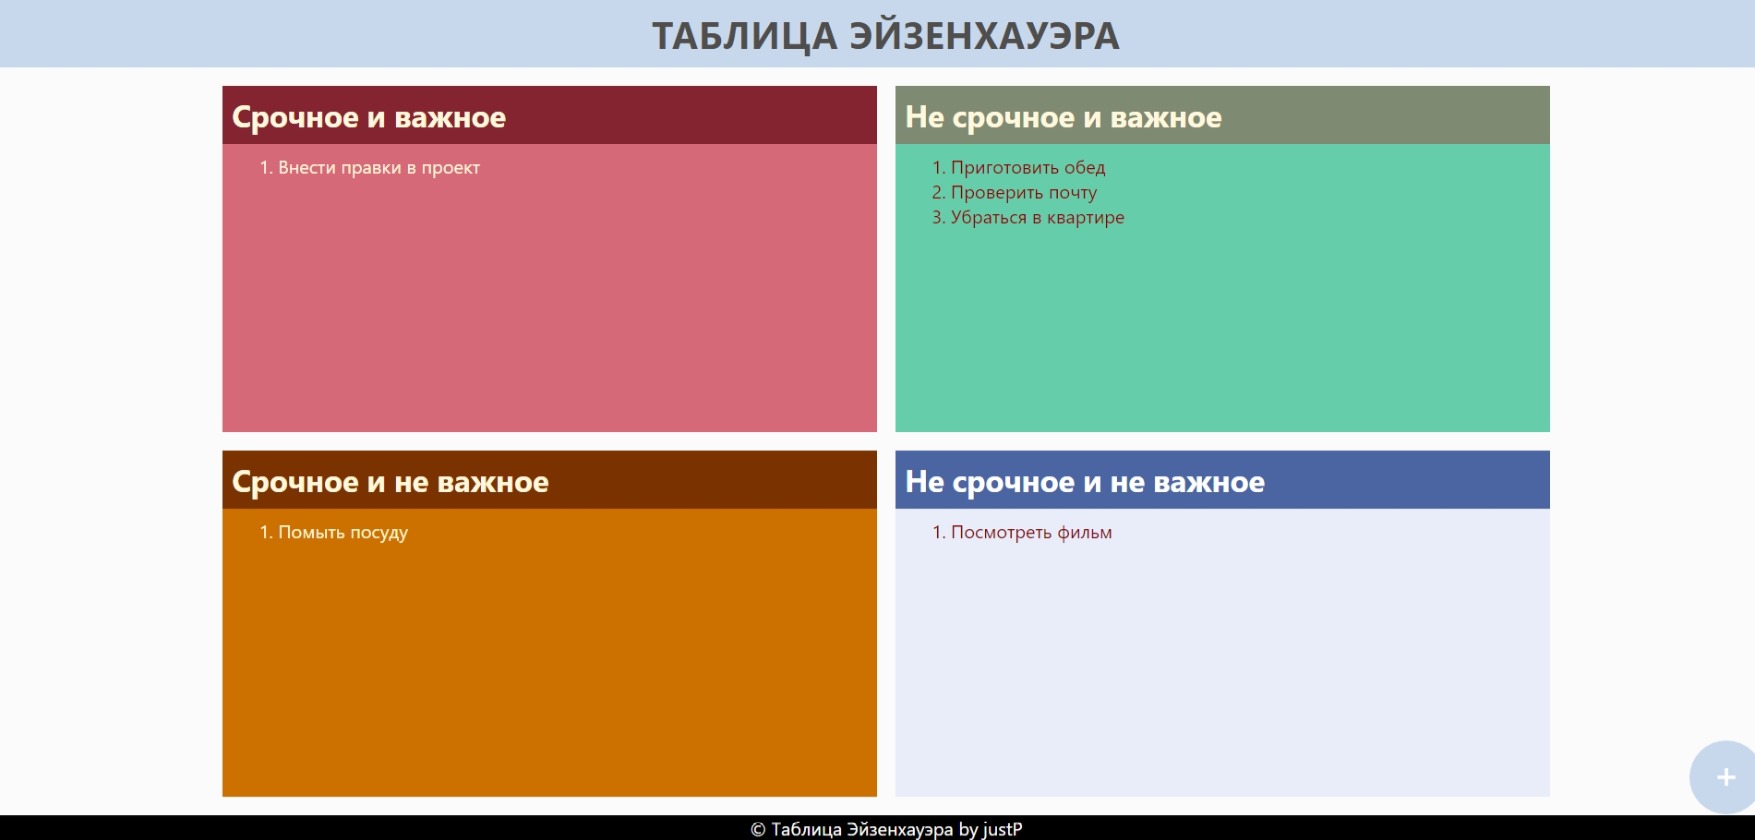 ТАБЛИЦА ЭЙЗЕНХАУЭРА
Срочное и важное
1. Внести правки в проект
Не срочное и важное
1. Приготовить обед
2. Проверить почту
3. Убраться в квартире
Срочное и не важное
1. Помыть посуду
Не срочное и не важное
1. Посмотреть фильм
+
© Таблица Эйзенхауэра by justP